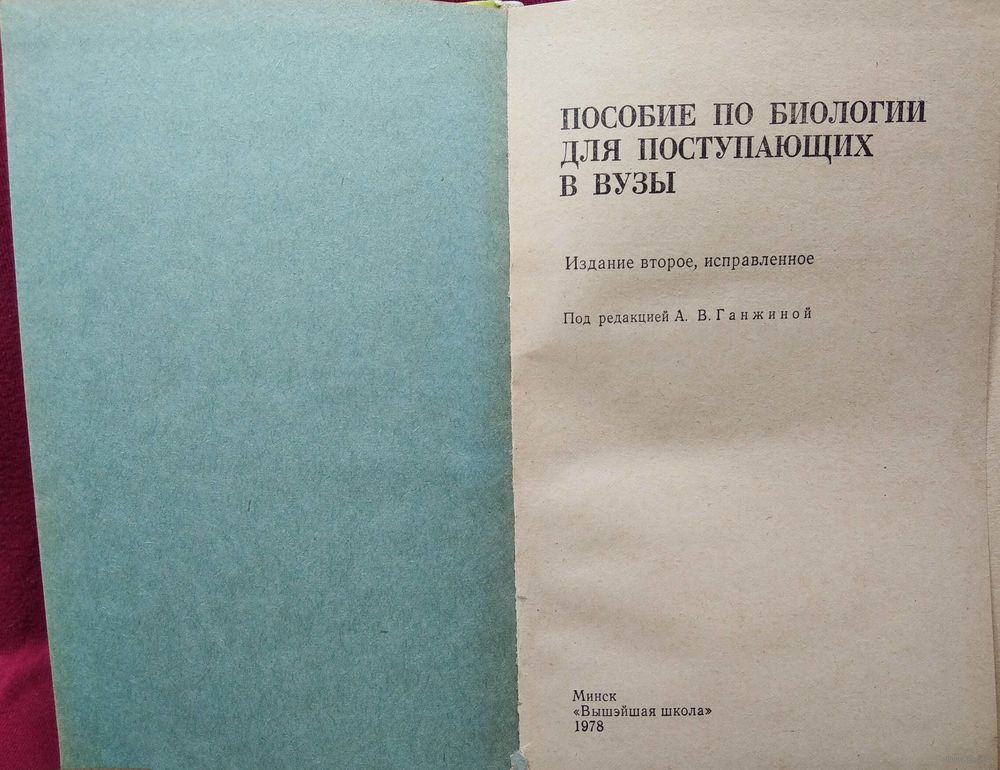 ПОСОБИЕ ПО БИОЛОГИИ
ДЛЯ ПОСТУПАЮЩИХ
В ВУЗЫ
Издание второе, исправленное
Под редакцией А. В. Ганжиной
Минск
«Вышэйшая школа»
1978